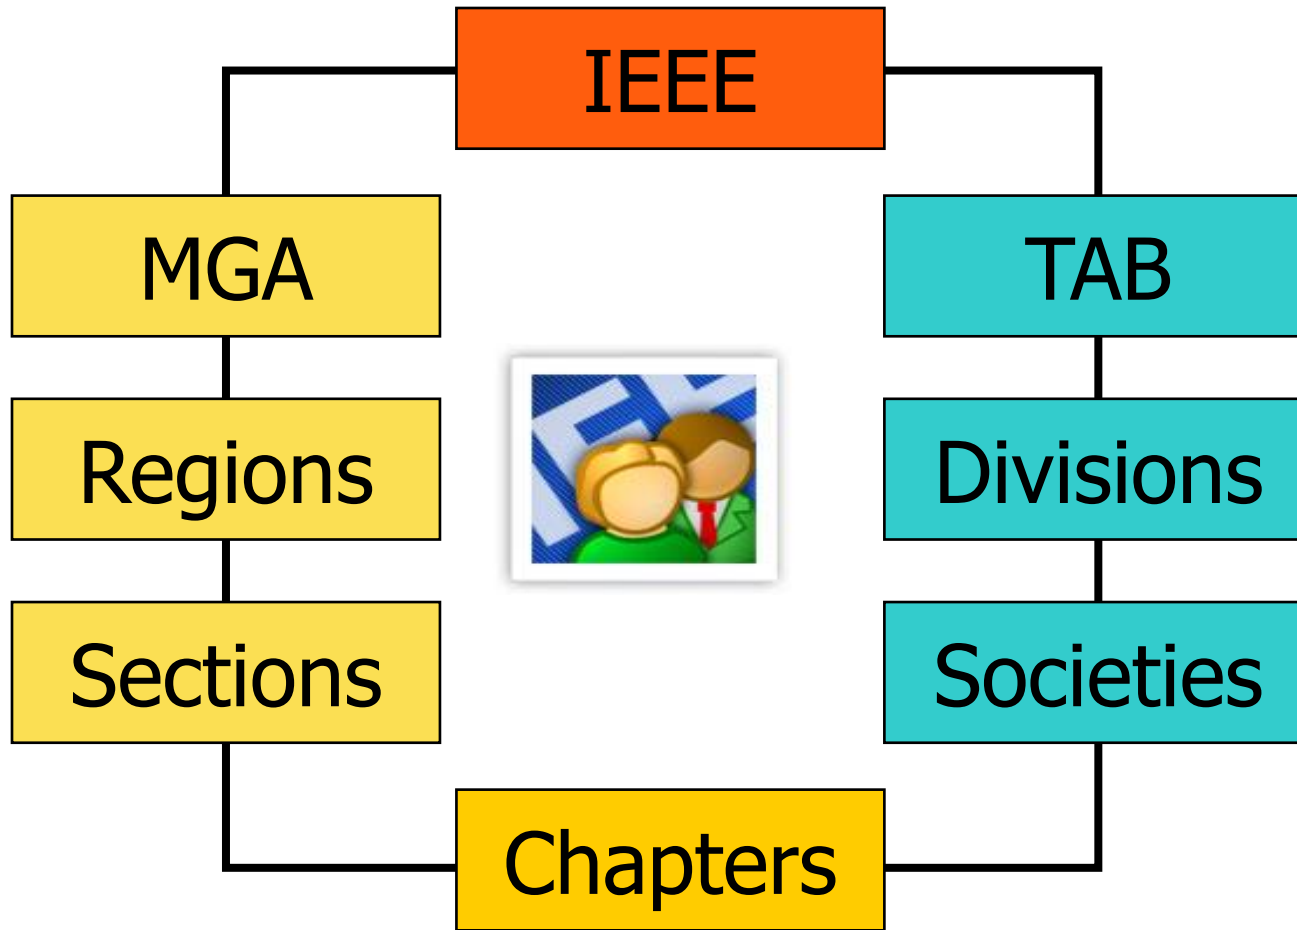 IEEE
MGA
TAB
Regions
Divisions
Sections
Societies
Chapters